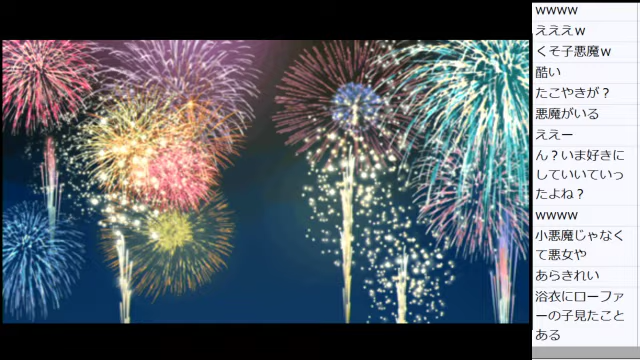 wwww
えええw
くそ子悪魔w
酷い
たこやきが？
悪魔がいる
ええー
ん？いま好きに
していいていっ
たよね？
wwww
小悪魔じゃなく
て悪女や
あらきれい
浴衣にローファ
ーの子見たこと
ある